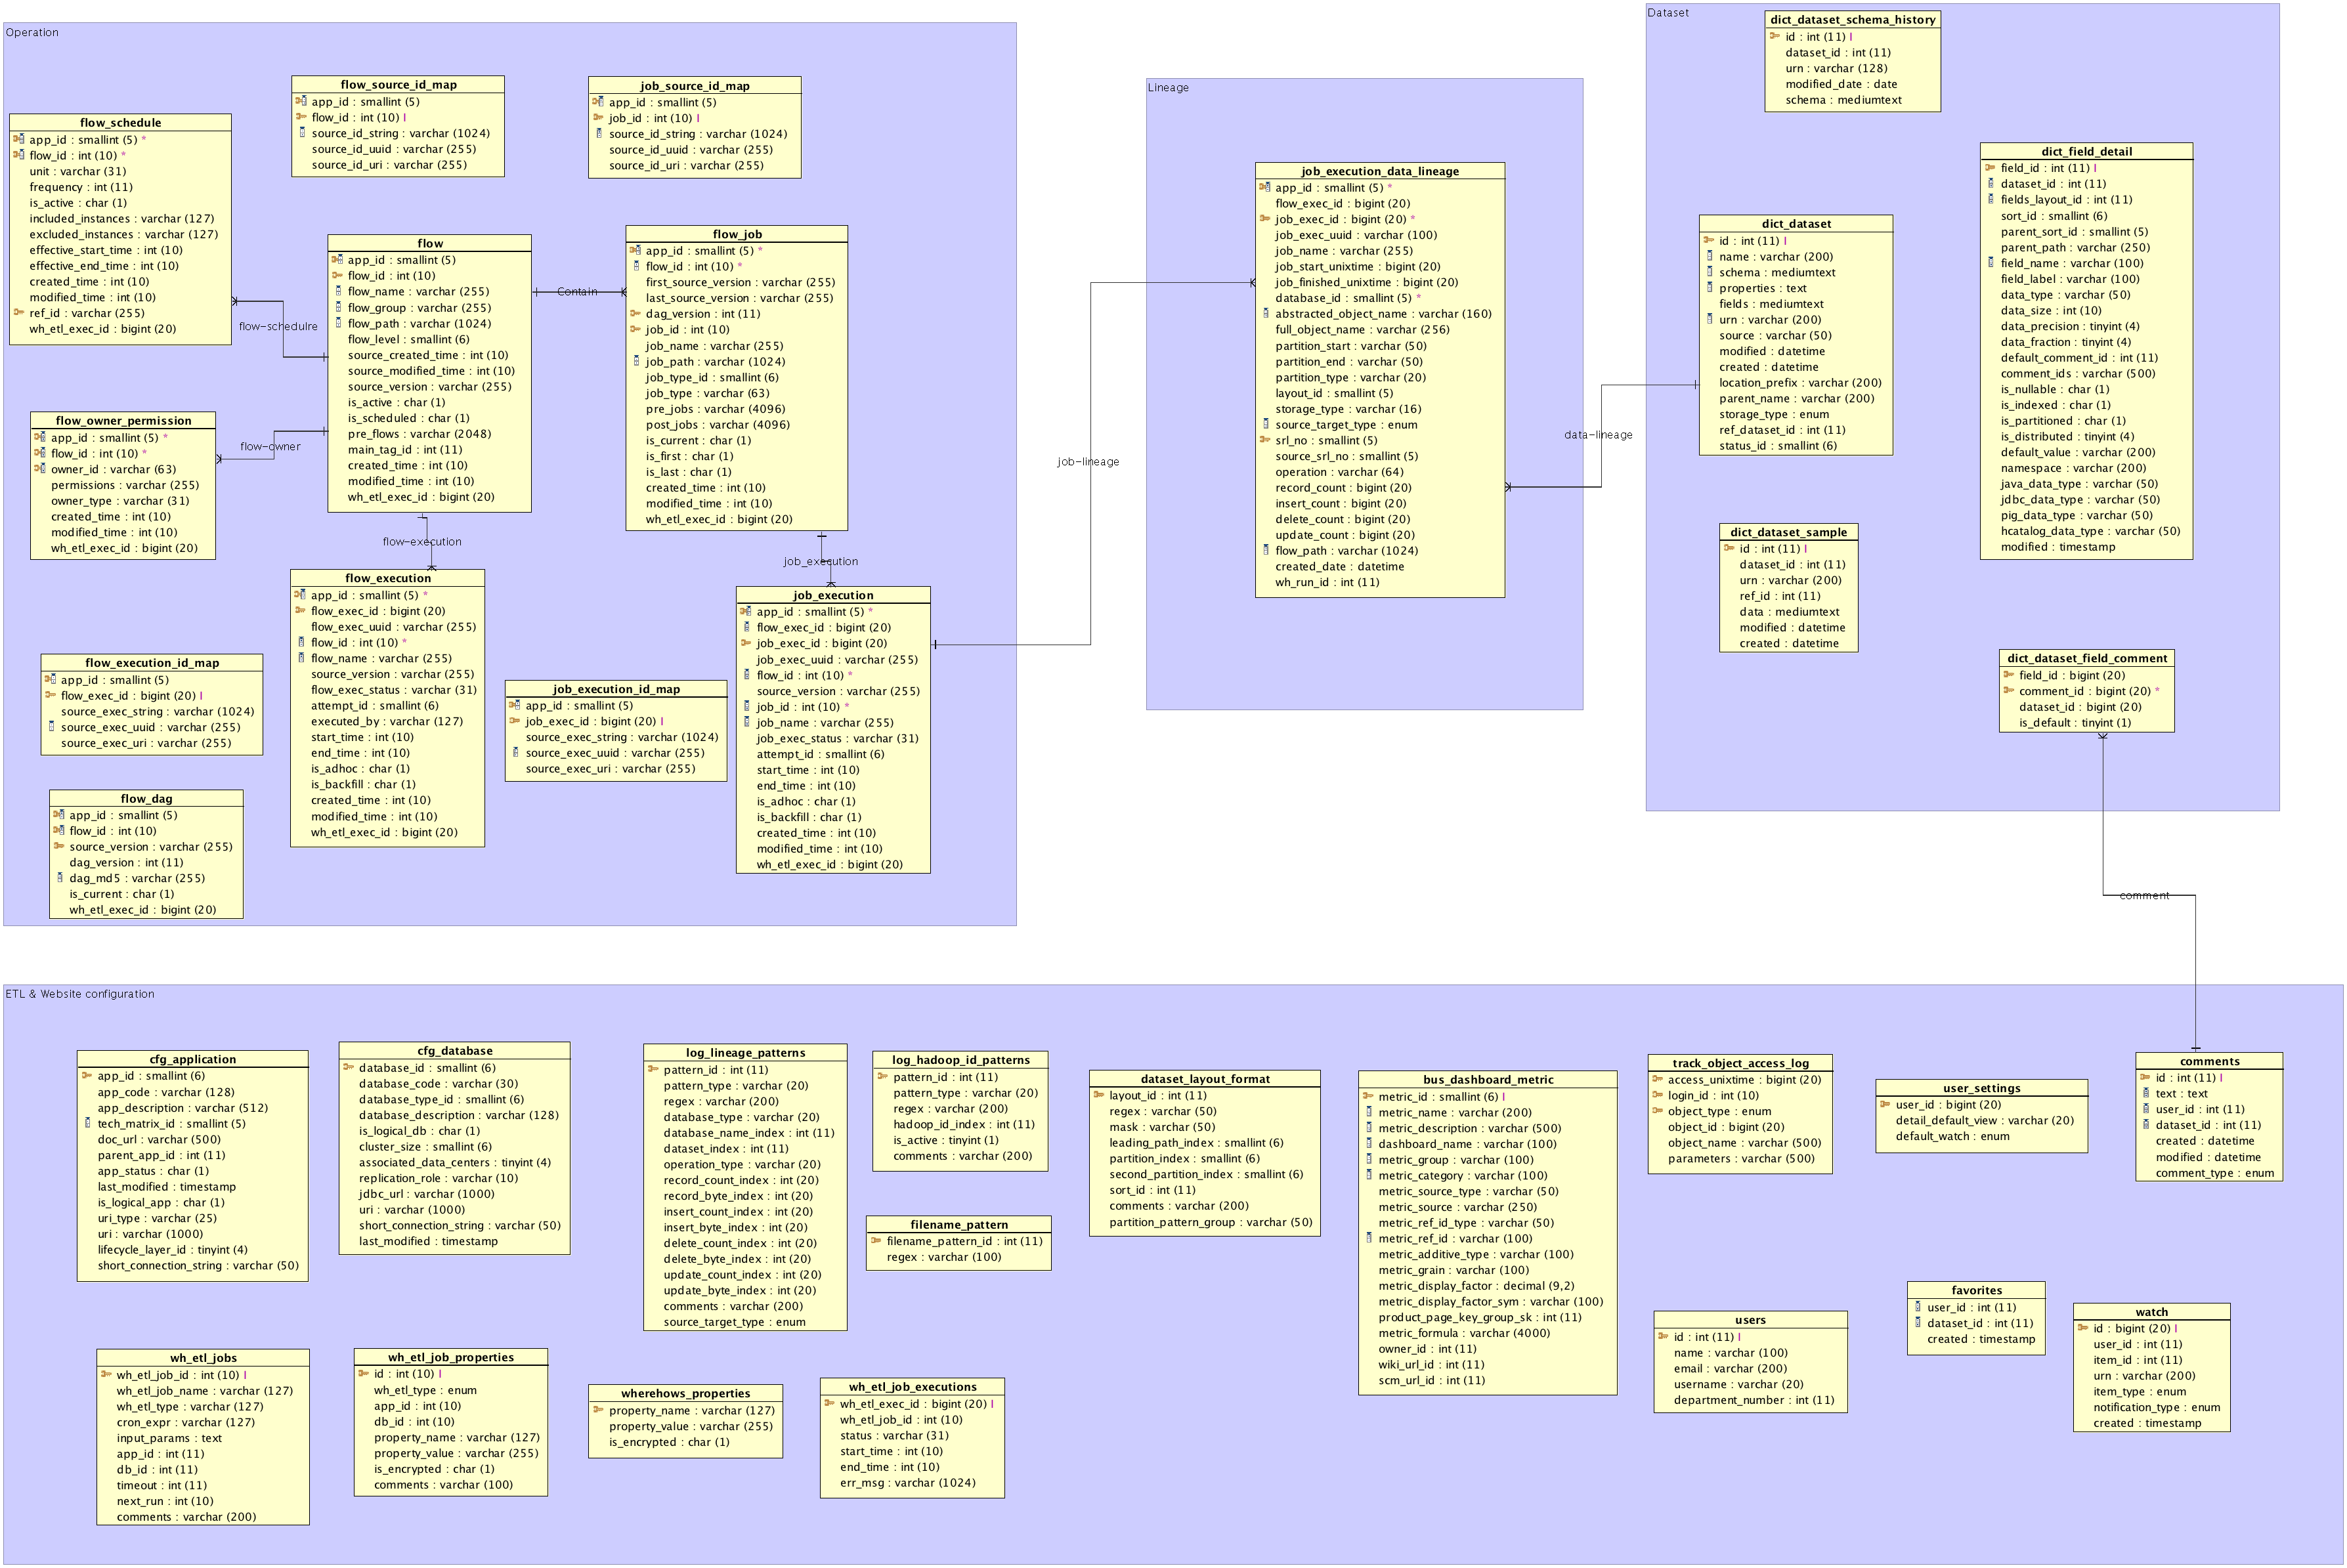 Operation
flow_source_id_map
app_id : smallint (5)
flow_id : int (10) I
source_id_string : varchar (1024)
source_id_uuid : varchar (255)
source_id_uri : varchar (255)
job_source_id_map
app_id : smallint (5)
job_id : int (10) I
source_id_string : varchar (1024)
source_id_uuid : varchar (255)
source_id_uri : varchar (255)
flow_schedule
app_id : smallint (5) *
flow_id : int (10) *
unit : varchar (31)
frequency : int (11)
is_active : char (1)
included_instances : varchar (127)
excluded_instances : varchar (127)
effective_start_time : int (10)
effective_end_time : int (10)
created_time : int (10)
modified_time : int (10)
ref_id : varchar (255)
wh_etl_exec_id : bigint (20)
flow-schedulre
flow
app_id : smallint (5)
flow_id : int (10)
flow_name : varchar (255)
flow_group : varchar (255)
flow_path : varchar (1024)
flow_level : smallint (6)
source_created_time : int (10)
source_modified_time : int (10)
source_version : varchar (255)
is_active : char (1)
is_scheduled : char (1)
pre_flows : varchar (2048)
main_tag_id : int (11)
created_time : int (10)
modified_time : int (10)
wh_etl_exec_id : bigint (20)
Contain
flow_job
app_id : smallint (5) *
flow_id : int (10) *
first_source_version : varchar (255)
last_source_version : varchar (255)
dag_version : int (11)
job_id : int (10)
job_name : varchar (255)
job_path : varchar (1024)
job_type_id : smallint (6)
job_type : varchar (63)
pre_jobs : varchar (4096)
post_jobs : varchar (4096)
is_current : char (1)
is_first : char (1)
is_last : char (1)
created_time : int (10)
modified_time : int (10)
wh_etl_exec_id : bigint (20)
flow_owner_permission
app_id : smallint (5) *
flow_id : int (10) *
owner_id : varchar (63)
permissions : varchar (255)
owner_type : varchar (31)
created_time : int (10)
modified_time : int (10)
wh_etl_exec_id : bigint (20)
flow-owner
flow-execution
job_execution
flow_execution
app_id : smallint (5) *
flow_exec_id : bigint (20)
flow_exec_uuid : varchar (255)
flow_id : int (10) *
flow_name : varchar (255)
source_version : varchar (255)
flow_exec_status : varchar (31)
attempt_id : smallint (6)
executed_by : varchar (127)
start_time : int (10)
end_time : int (10)
is_adhoc : char (1)
is_backfill : char (1)
created_time : int (10)
modified_time : int (10)
wh_etl_exec_id : bigint (20)
job_execution
app_id : smallint (5) *
flow_exec_id : bigint (20)
job_exec_id : bigint (20)
job_exec_uuid : varchar (255)
flow_id : int (10) *
source_version : varchar (255)
job_id : int (10) *
job_name : varchar (255)
job_exec_status : varchar (31)
attempt_id : smallint (6)
start_time : int (10)
end_time : int (10)
is_adhoc : char (1)
is_backfill : char (1)
created_time : int (10)
modified_time : int (10)
wh_etl_exec_id : bigint (20)
flow_execution_id_map
app_id : smallint (5)
flow_exec_id : bigint (20) I
source_exec_string : varchar (1024)
source_exec_uuid : varchar (255)
source_exec_uri : varchar (255)
job_execution_id_map
app_id : smallint (5)
job_exec_id : bigint (20) I
source_exec_string : varchar (1024)
source_exec_uuid : varchar (255)
source_exec_uri : varchar (255)
flow_dag
app_id : smallint (5)
flow_id : int (10)
source_version : varchar (255)
dag_version : int (11)
dag_md5 : varchar (255)
is_current : char (1)
wh_etl_exec_id : bigint (20)
job-lineage
Lineage
job_execution_data_lineage
app_id : smallint (5) *
flow_exec_id : bigint (20)
job_exec_id : bigint (20) *
job_exec_uuid : varchar (100)
job_name : varchar (255)
job_start_unixtime : bigint (20)
job_finished_unixtime : bigint (20)
database_id : smallint (5) *
abstracted_object_name : varchar (160)
full_object_name : varchar (256)
partition_start : varchar (50)
partition_end : varchar (50)
partition_type : varchar (20)
layout_id : smallint (5)
storage_type : varchar (16)
source_target_type : enum
srl_no : smallint (5)
source_srl_no : smallint (5)
operation : varchar (64)
record_count : bigint (20)
insert_count : bigint (20)
delete_count : bigint (20)
update_count : bigint (20)
flow_path : varchar (1024)
created_date : datetime
wh_run_id : int (11)
data-lineage
Dataset
dict_dataset_schema_history
id : int (11) I
dataset_id : int (11)
urn : varchar (128)
modified_date : date
schema : mediumtext
dict_dataset
id : int (11) I
name : varchar (200)
schema : mediumtext
properties : text
fields : mediumtext
urn : varchar (200)
source : varchar (50)
modified : datetime
created : datetime
location_prefix : varchar (200)
parent_name : varchar (200)
storage_type : enum
ref_dataset_id : int (11)
status_id : smallint (6)
dict_field_detail
field_id : int (11) I
dataset_id : int (11)
fields_layout_id : int (11)
sort_id : smallint (6)
parent_sort_id : smallint (5)
parent_path : varchar (250)
field_name : varchar (100)
field_label : varchar (100)
data_type : varchar (50)
data_size : int (10)
data_precision : tinyint (4)
data_fraction : tinyint (4)
default_comment_id : int (11)
comment_ids : varchar (500)
is_nullable : char (1)
is_indexed : char (1)
is_partitioned : char (1)
is_distributed : tinyint (4)
default_value : varchar (200)
namespace : varchar (200)
java_data_type : varchar (50)
jdbc_data_type : varchar (50)
pig_data_type : varchar (50)
hcatalog_data_type : varchar (50)
modified : timestamp
dict_dataset_sample
id : int (11) I
dataset_id : int (11)
urn : varchar (200)
ref_id : int (11)
data : mediumtext
modified : datetime
created : datetime
dict_dataset_field_comment
field_id : bigint (20)
comment_id : bigint (20) *
dataset_id : bigint (20)
is_default : tinyint (1)
comment
ETL & Website configuration
cfg_application
app_id : smallint (6)
app_code : varchar (128)
app_description : varchar (512)
tech_matrix_id : smallint (5)
doc_url : varchar (500)
parent_app_id : int (11)
app_status : char (1)
last_modified : timestamp
is_logical_app : char (1)
uri_type : varchar (25)
uri : varchar (1000)
lifecycle_layer_id : tinyint (4)
short_connection_string : varchar (50)
cfg_database
database_id : smallint (6)
database_code : varchar (30)
database_type_id : smallint (6)
database_description : varchar (128)
is_logical_db : char (1)
cluster_size : smallint (6)
associated_data_centers : tinyint (4)
replication_role : varchar (10)
jdbc_url : varchar (1000)
uri : varchar (1000)
short_connection_string : varchar (50)
last_modified : timestamp
log_lineage_patterns
pattern_id : int (11)
pattern_type : varchar (20)
regex : varchar (200)
database_type : varchar (20)
database_name_index : int (11)
dataset_index : int (11)
operation_type : varchar (20)
record_count_index : int (20)
record_byte_index : int (20)
insert_count_index : int (20)
insert_byte_index : int (20)
delete_count_index : int (20)
delete_byte_index : int (20)
update_count_index : int (20)
update_byte_index : int (20)
comments : varchar (200)
source_target_type : enum
log_hadoop_id_patterns
pattern_id : int (11)
pattern_type : varchar (20)
regex : varchar (200)
hadoop_id_index : int (11)
is_active : tinyint (1)
comments : varchar (200)
filename_pattern
filename_pattern_id : int (11)
regex : varchar (100)
dataset_layout_format
layout_id : int (11)
regex : varchar (50)
mask : varchar (50)
leading_path_index : smallint (6)
partition_index : smallint (6)
second_partition_index : smallint (6)
sort_id : int (11)
comments : varchar (200)
partition_pattern_group : varchar (50)
bus_dashboard_metric
metric_id : smallint (6) I
metric_name : varchar (200)
metric_description : varchar (500)
dashboard_name : varchar (100)
metric_group : varchar (100)
metric_category : varchar (100)
metric_source_type : varchar (50)
metric_source : varchar (250)
metric_ref_id_type : varchar (50)
metric_ref_id : varchar (100)
metric_additive_type : varchar (100)
metric_grain : varchar (100)
metric_display_factor : decimal (9,2)
metric_display_factor_sym : varchar (100)
product_page_key_group_sk : int (11)
metric_formula : varchar (4000)
owner_id : int (11)
wiki_url_id : int (11)
scm_url_id : int (11)
track_object_access_log
access_unixtime : bigint (20)
login_id : int (10)
object_type : enum
object_id : bigint (20)
object_name : varchar (500)
parameters : varchar (500)
user_settings
user_id : bigint (20)
detail_default_view : varchar (20)
default_watch : enum
comments
id : int (11) I
text : text
user_id : int (11)
dataset_id : int (11)
created : datetime
modified : datetime
comment_type : enum
users
id : int (11) I
name : varchar (100)
email : varchar (200)
username : varchar (20)
department_number : int (11)
favorites
user_id : int (11)
dataset_id : int (11)
created : timestamp
watch
id : bigint (20) I
user_id : int (11)
item_id : int (11)
urn : varchar (200)
item_type : enum
notification_type : enum
created : timestamp
wh_etl_jobs
wh_etl_job_id : int (10) I
wh_etl_job_name : varchar (127)
wh_etl_type : varchar (127)
cron_expr : varchar (127)
input_params : text
app_id : int (11)
db_id : int (11)
timeout : int (11)
next_run : int (10)
comments : varchar (200)
wh_etl_job_properties
id : int (10) I
wh_etl_type : enum
app_id : int (10)
db_id : int (10)
property_name : varchar (127)
property_value : varchar (255)
is_encrypted : char (1)
comments : varchar (100)
wherehows_properties
property_name : varchar (127)
property_value : varchar (255)
is_encrypted : char (1)
wh_etl_job_executions
wh_etl_exec_id : bigint (20) I
wh_etl_job_id : int (10)
status : varchar (31)
start_time : int (10)
end_time : int (10)
err_msg : varchar (1024)